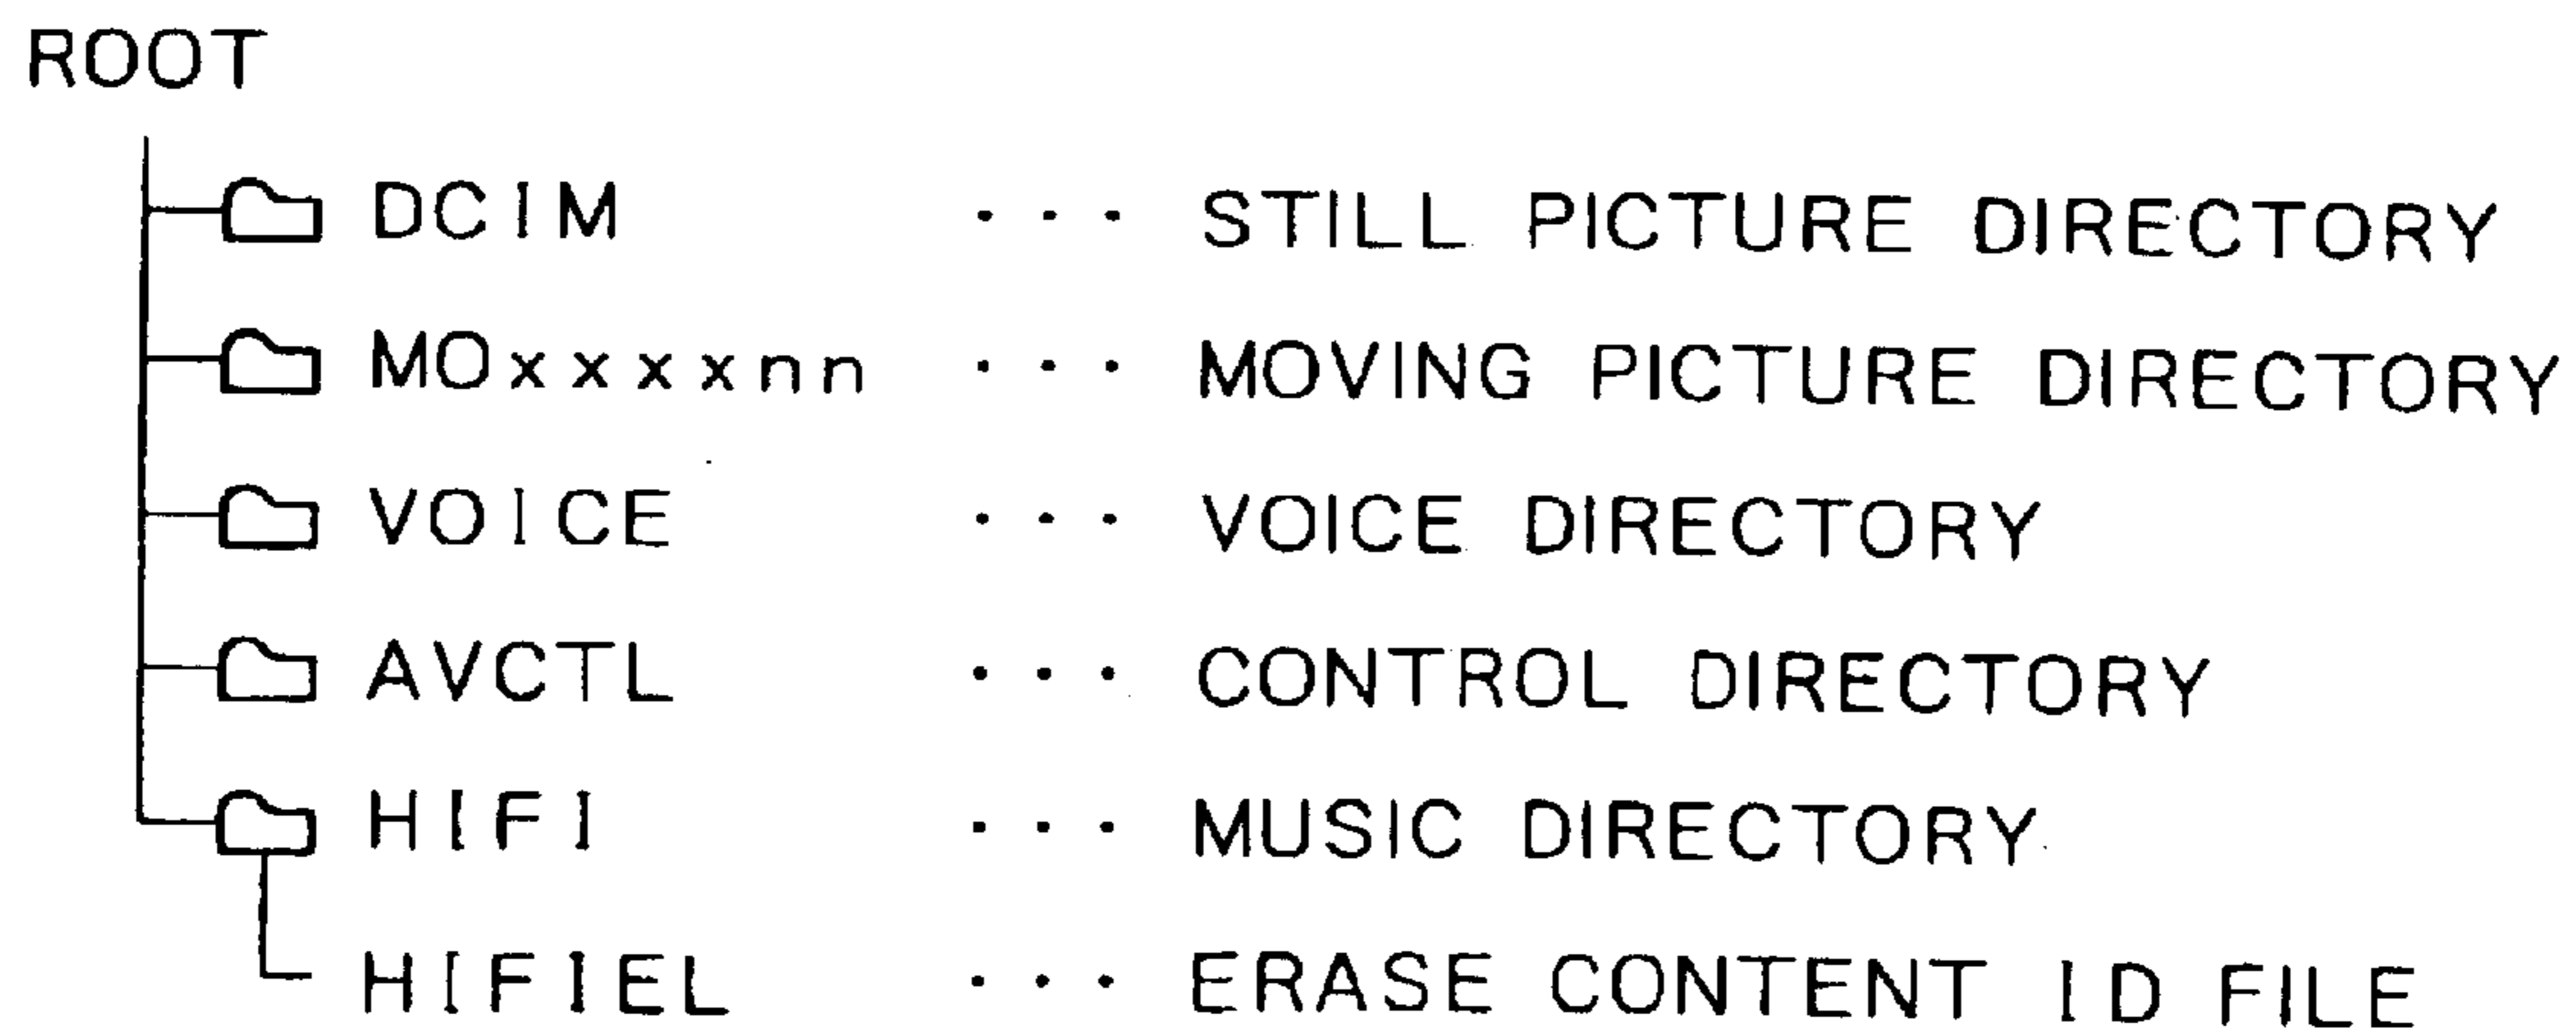 ROOT
DCIM ・・・ STILL PICTURE DIRECTORY
MOxxxxnn ・・・ MOVING PICTURE DIRECTORY
VOICE ・・・ VOICE DIRECTORY
AVCTL ・・・ CONTROL DIRECTORY
HIFI ・・・ MUSIC DIRECTORY
HIFIEL ・・・ ERASE CONTENT ID FILE